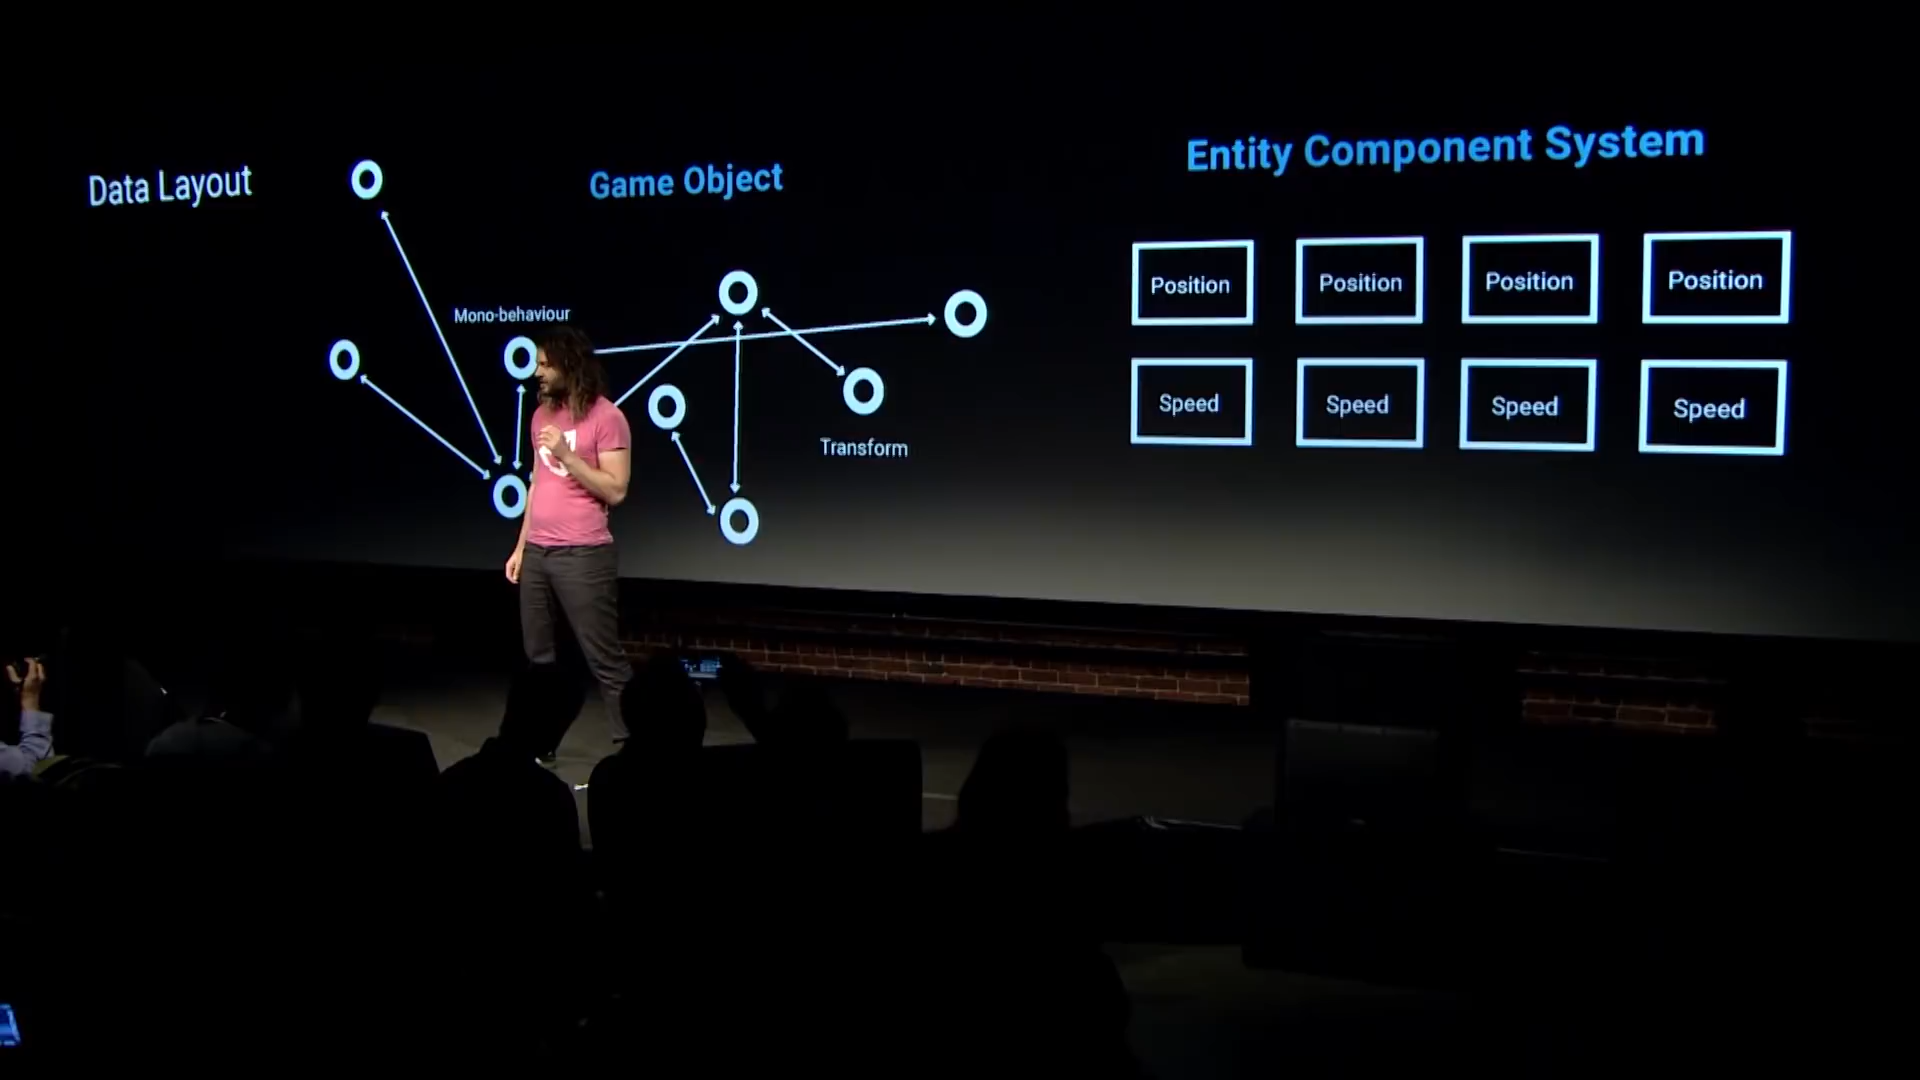 Data Layout
Game Object
Mono-behaviour
Transform
Entity Component System
Position Position Position Position
Speed Speed Speed Speed